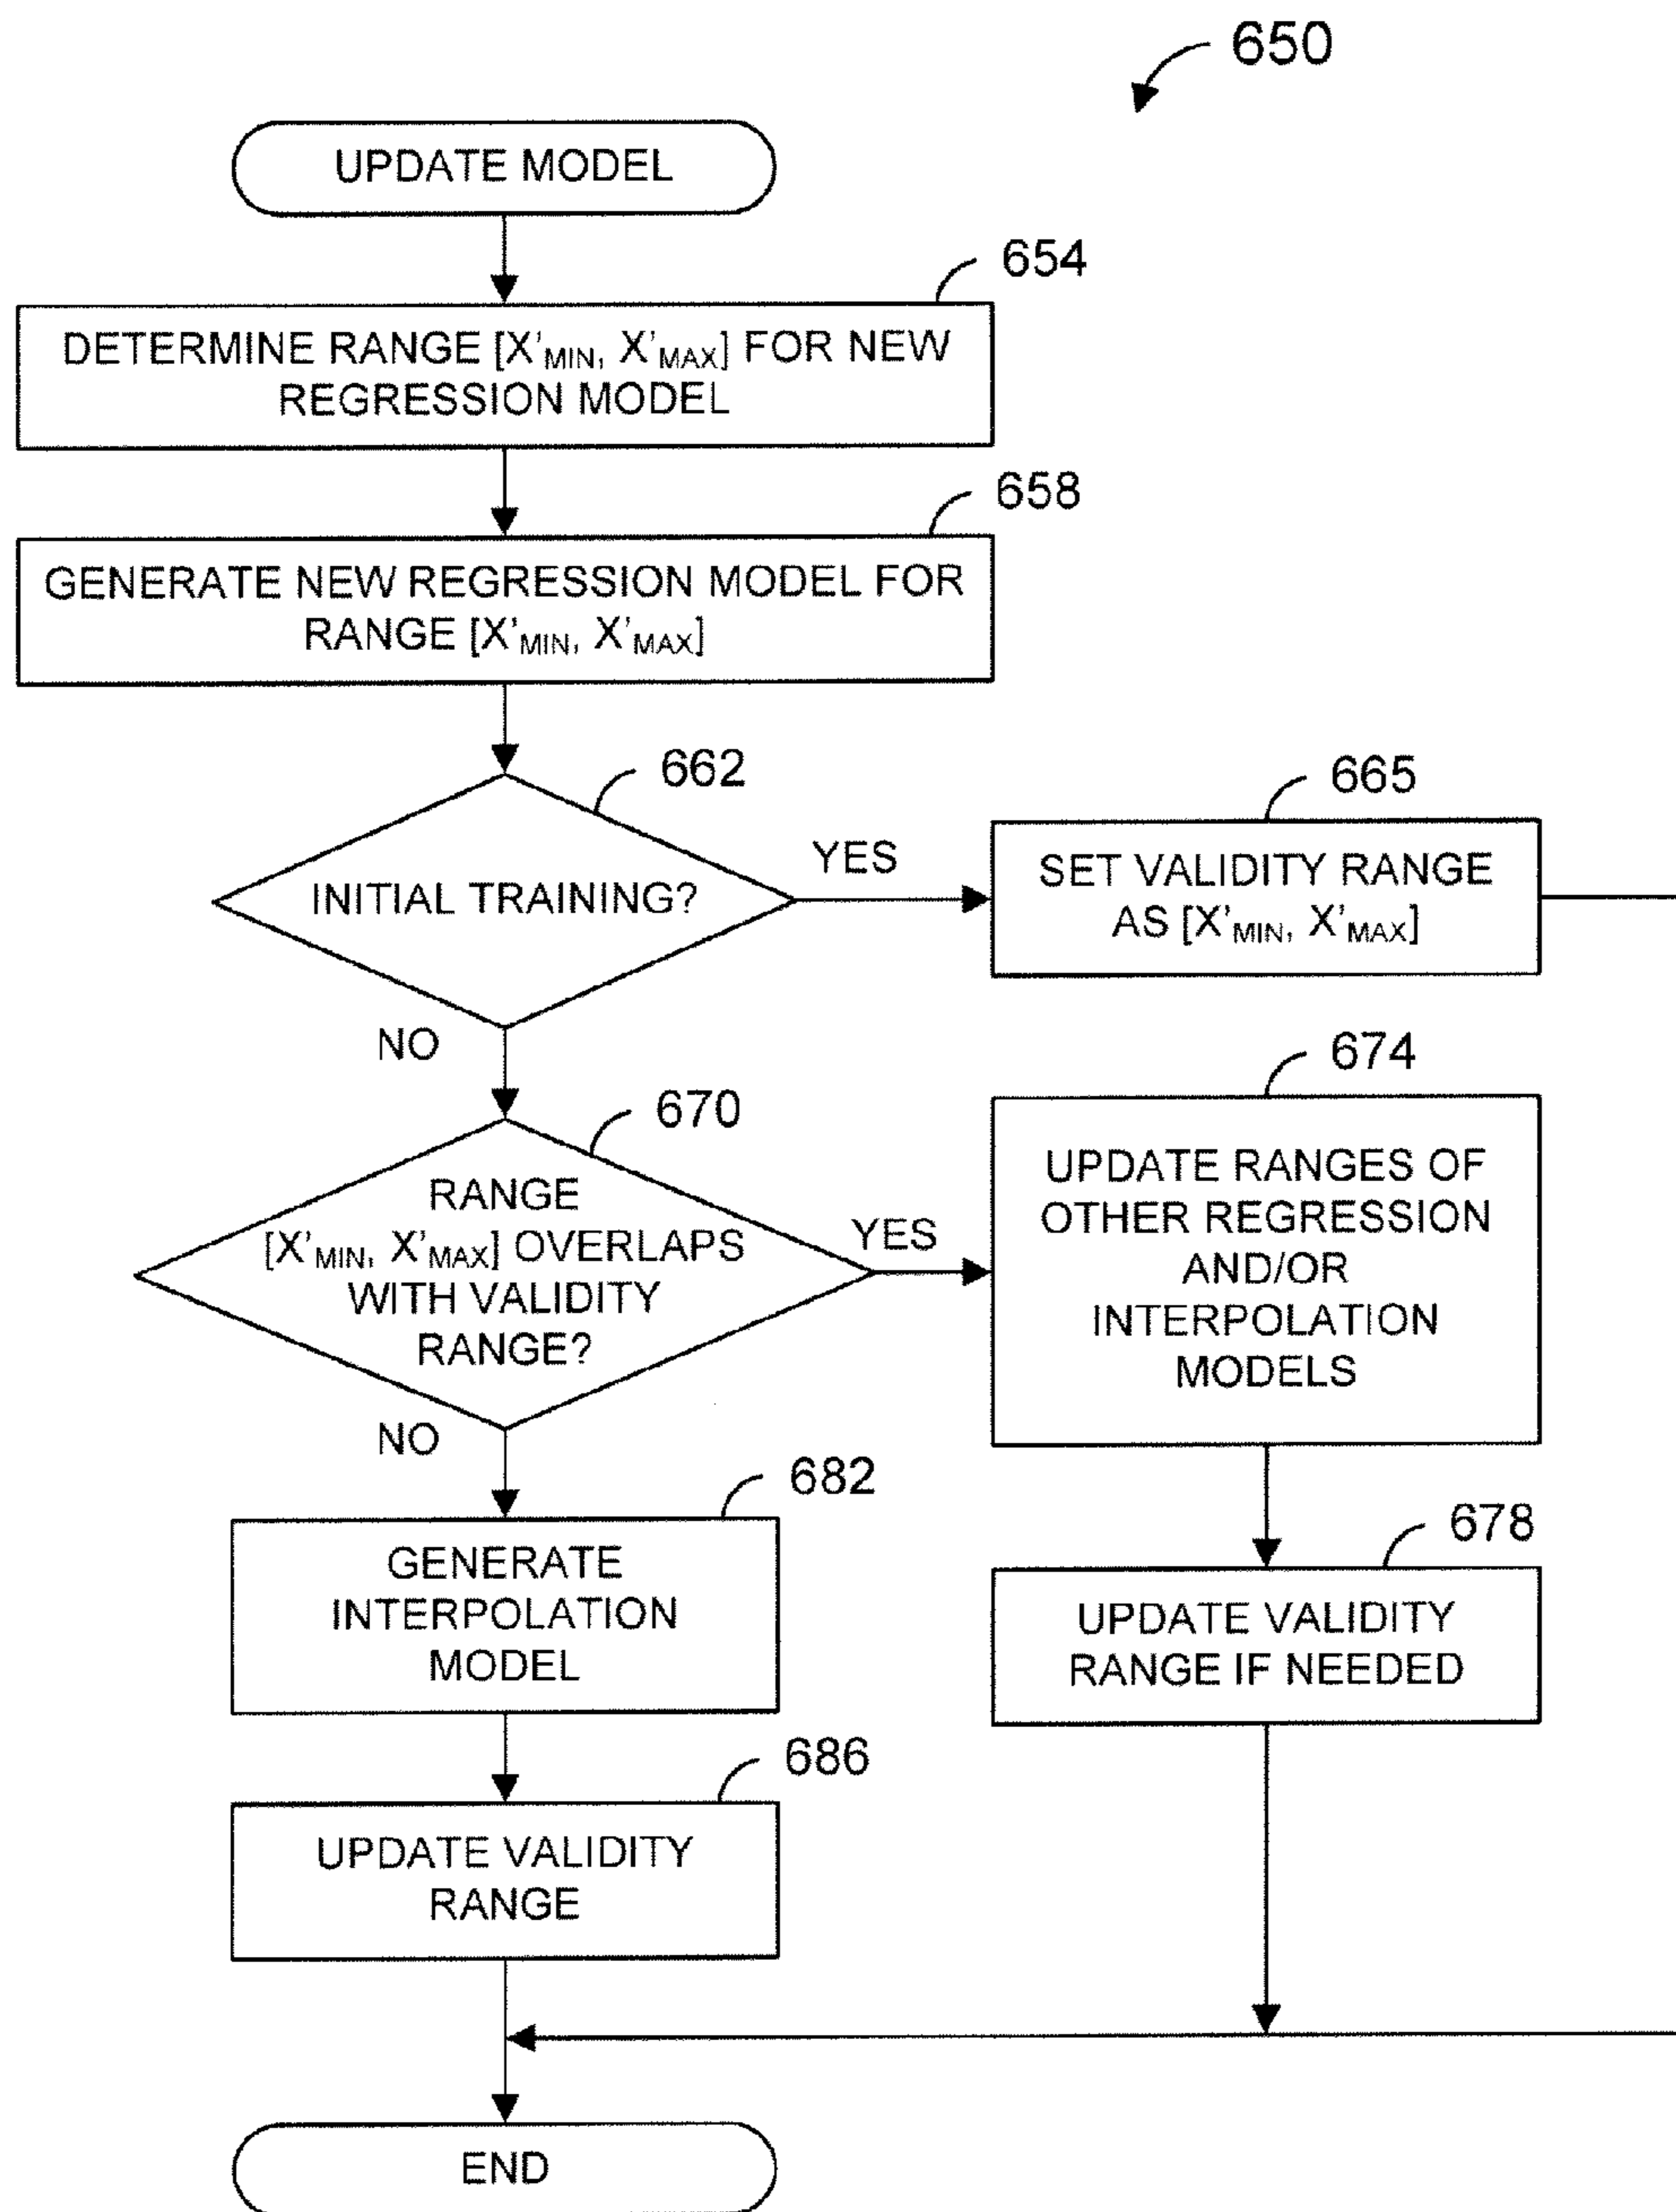 650
UPDATE MODEL
654
DETERMINE RANGE [X'MIN, X'MAX] FOR NEW
REGRESSION MODEL
658
GENERATE NEW REGRESSION MODEL FOR
RANGE [X'MIN, X'MAX]
662
INITIAL TRAINING?
YES
665
SET VALIDITY RANGE
AS [X'MIN, X'MAX]
NO
670
RANGE
[X'MIN, X'MAX] OVERLAPS
WITH VALIDITY
RANGE?
YES
674
UPDATE RANGES OF
OTHER REGRESSION
AND/OR
INTERPOLATION
MODELS
NO
682
GENERATE
INTERPOLATION
MODEL
678
UPDATE VALIDITY
RANGE IF NEEDED
686
UPDATE VALIDITY
RANGE
END